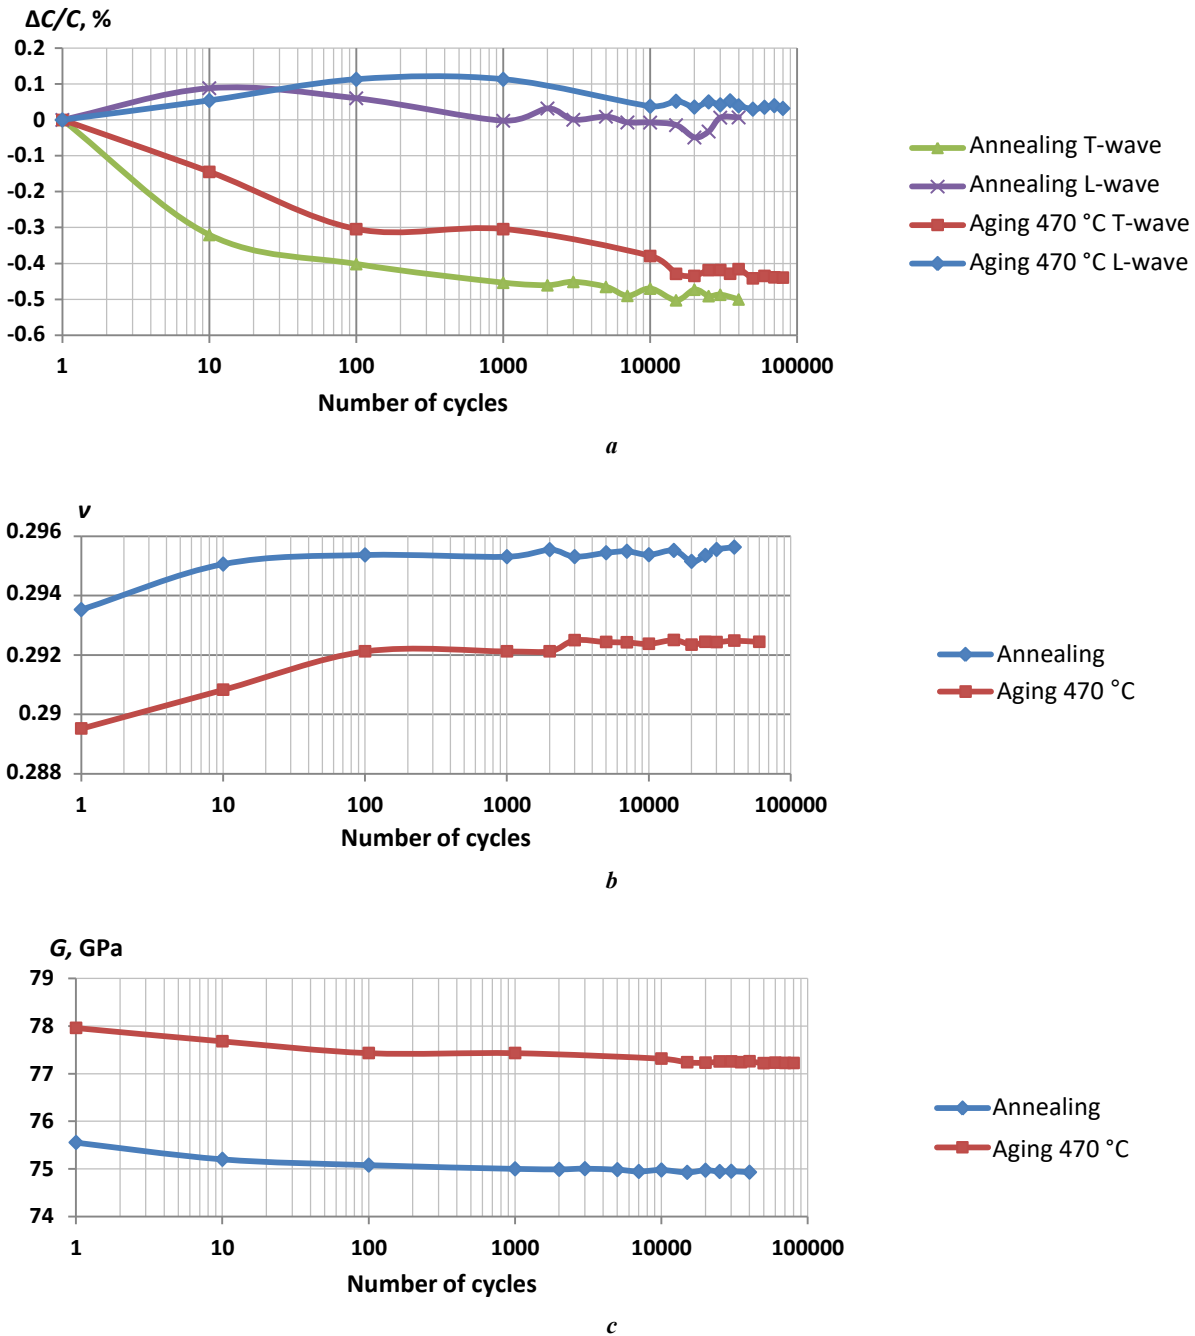 ΔC/C, %
0.2
0.1
0
-0.1
-0.2
-0.3
-0.4
-0.5
-0.6
1 10 100 1000 10000 100000
Number of cycles
Annealing T-wave
Annealing L-wave
Aging 470 °C T-wave
Aging 470 °C L-wave
a
ν
0.296
0.294
0.292
0.29
0.288
1 10 100 1000 10000 100000
Number of cycles
Annealing
Aging 470 °C
b
G, GPa
79
78
77
76
75
74
1 10 100 1000 10000 100000
Number of cycles
Annealing
Aging 470 °C
c